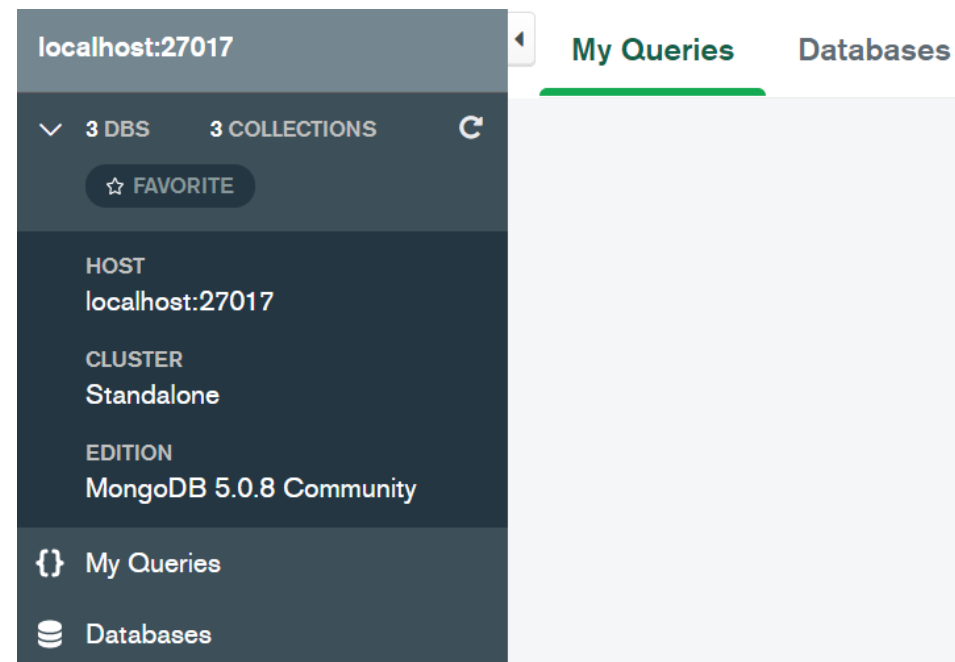 localhost:27017
My Queries Databases
3 DBS 3 COLLECTIONS
FAVORITE
HOST
localhost:27017
CLUSTER
Standalone
EDITION
MongoDB 5.0.8 Community
{} My Queries
Databases